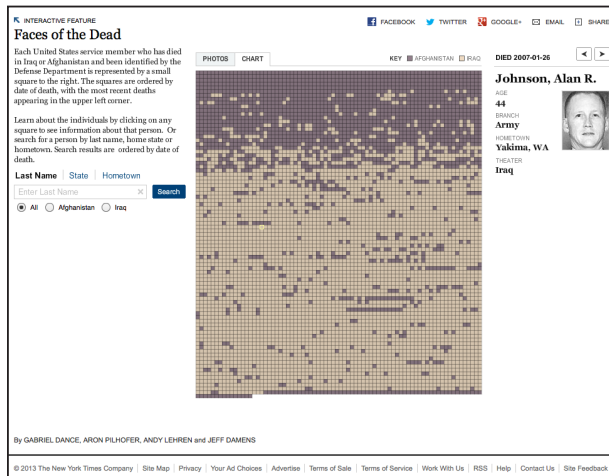 INTERACTIVE FEATURE
Faces of the Dead
FACEBOOK TWITTER GOOGLE+ EMAIL SHARE
Each United States service member who has died
in Iraq or Afghanistan and been identified by the
Defense Department is represented by a small
square to the right. The squares are ordered by
date of death, with the most recent deaths
appearing in the upper left corner.
Learn about the individuals by clicking on any
square to see information about that person. Or
search for a person by last name, home state or
hometown. Search results are ordered by date of
death.
Last Name State Hometown
Enter Last Name Search
All Afghanistan Iraq
PHOTOS CHART KEY AFGHANISTAN IRAQ
DIED 2007-01-26
Johnson, Alan R.
AGE
44
BRANCH
Army
HOMETOWN
Yakima, WA
THEATER
Iraq
By GABRIEL DANCE, ARON PILHOFER, ANDY LEHREN and JEFF DAMENS
© 2013 The New York Times Company Site Map Privacy Your Ad Choices Advertise Terms of Sale Terms of Service Work With Us RSS Help Contact Us Site Feedback